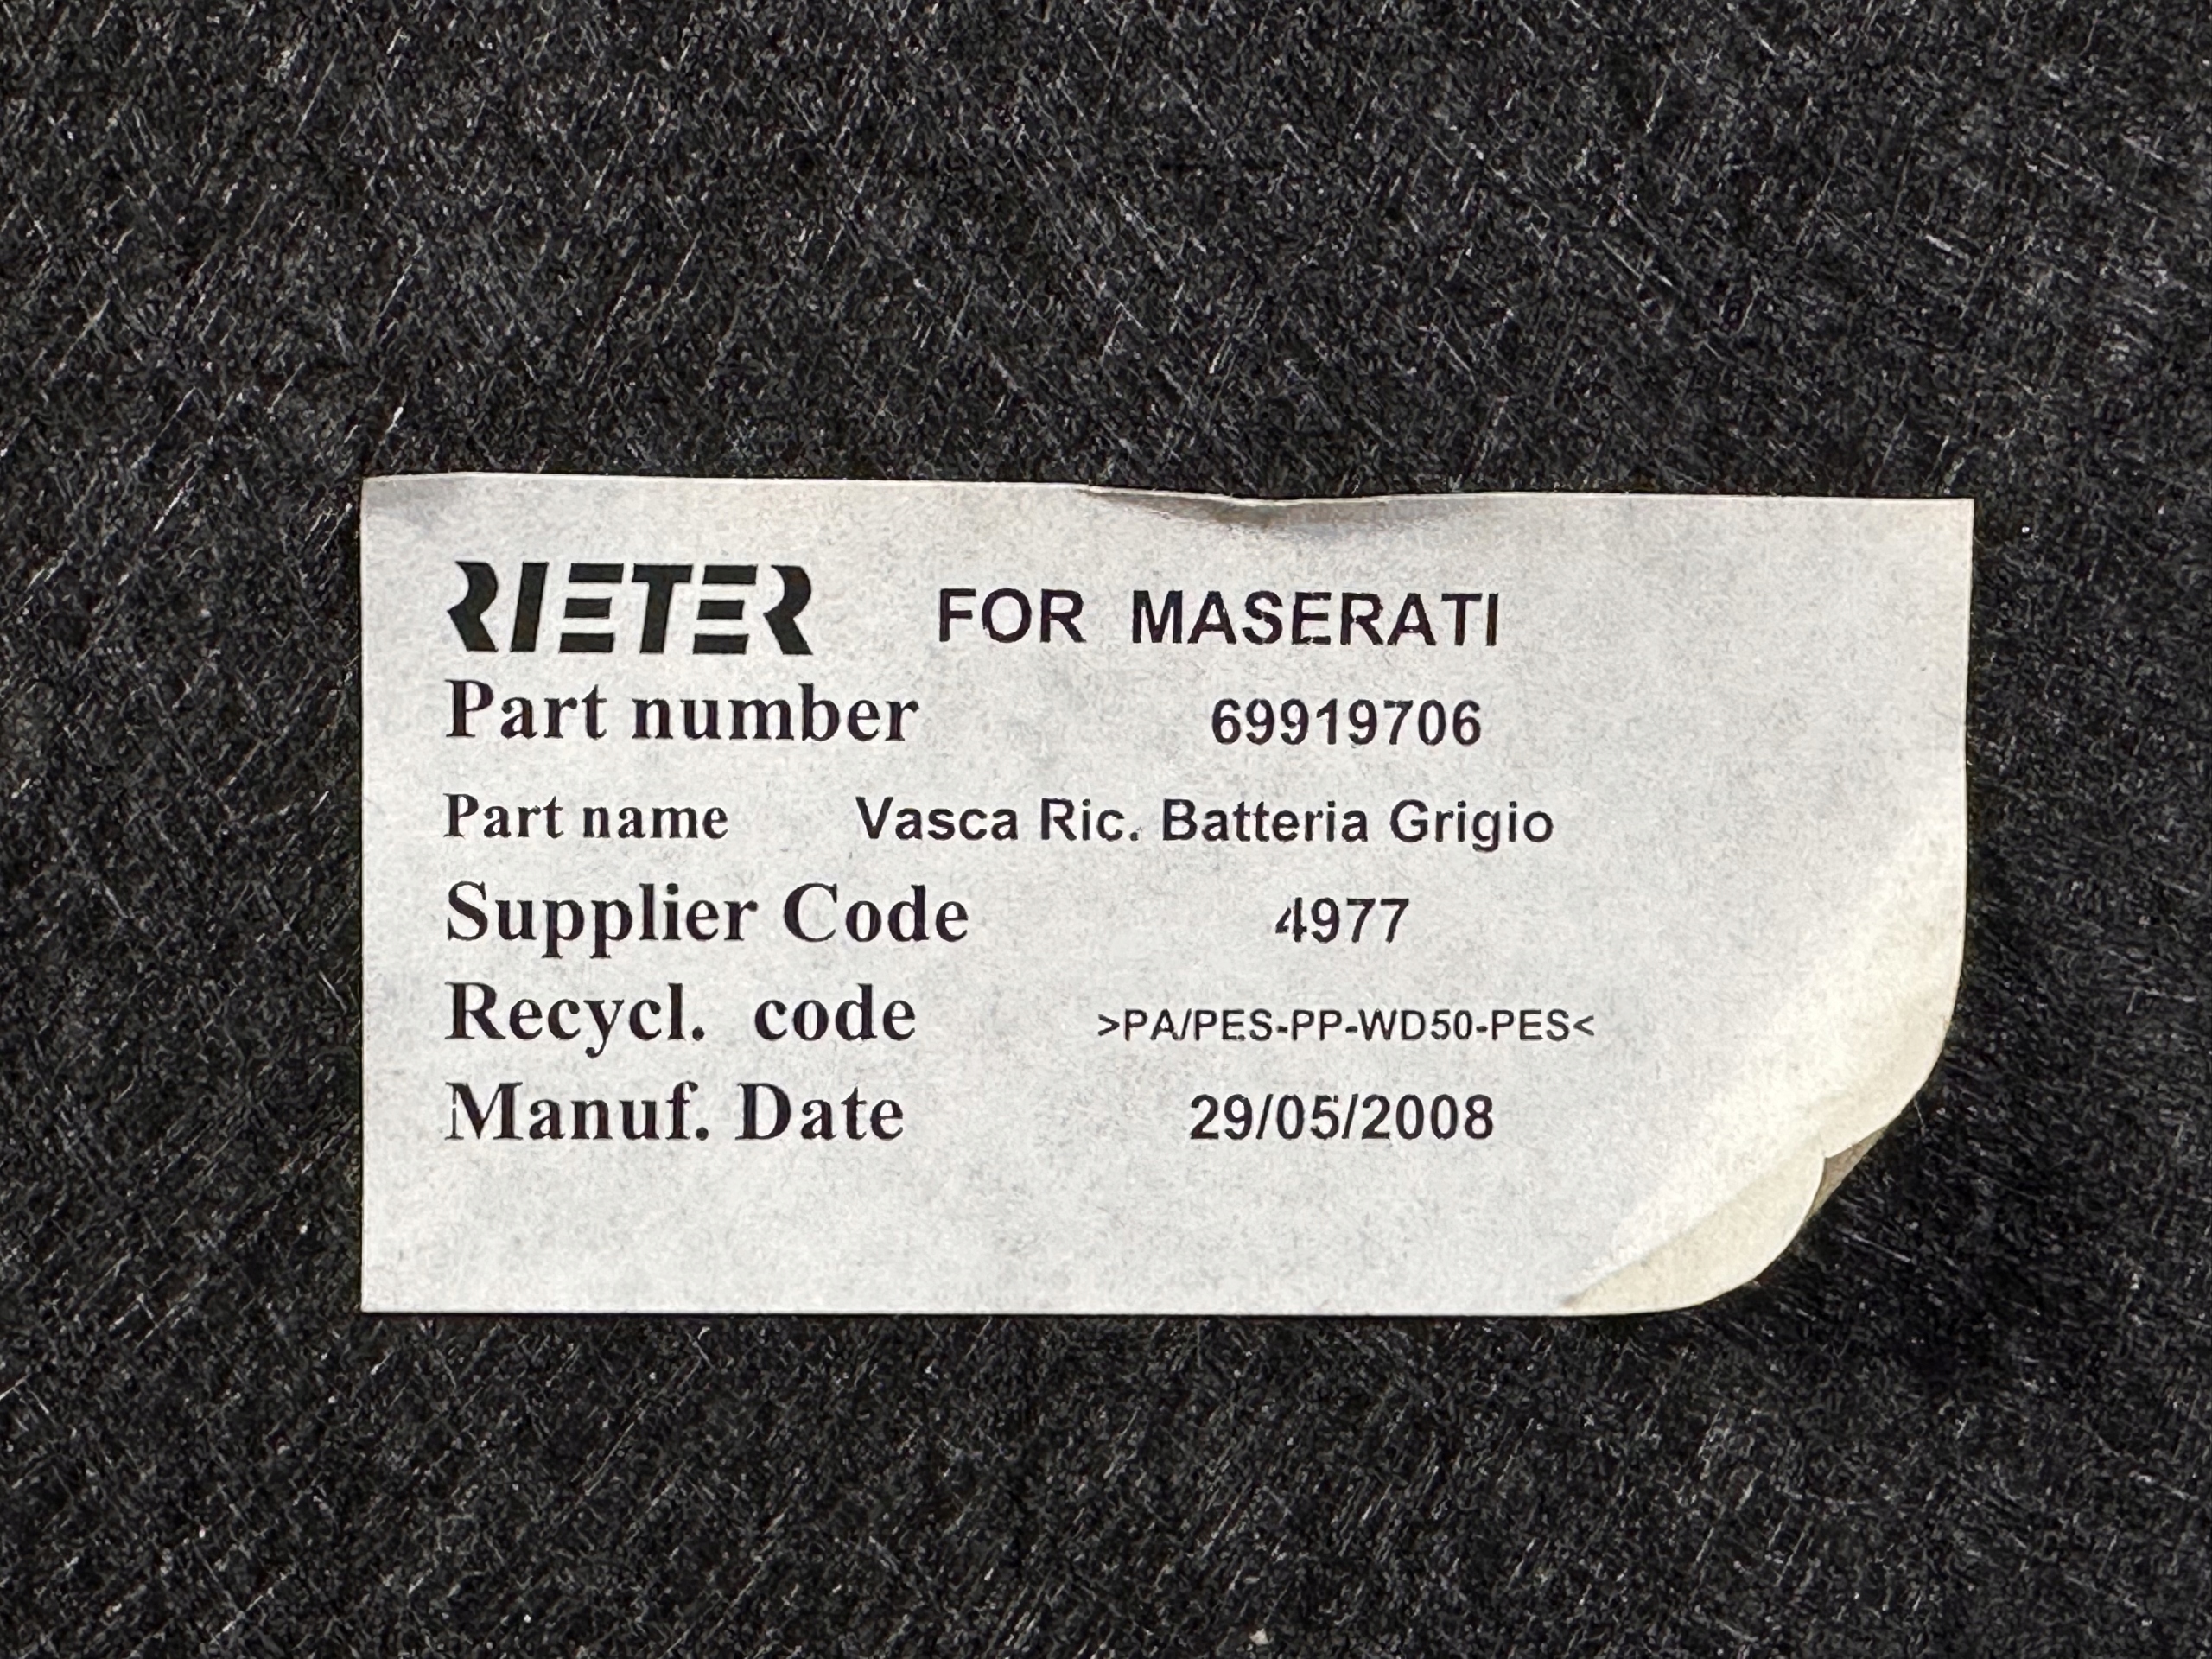 RIETER FOR MASERATI
Part number 69919706
Part name Vasca Ric. Batteria Grigio
Supplier Code 4977
Recycl. code >PA/PES-PP-WD50-PES<
Manuf. Date 29/05/2008